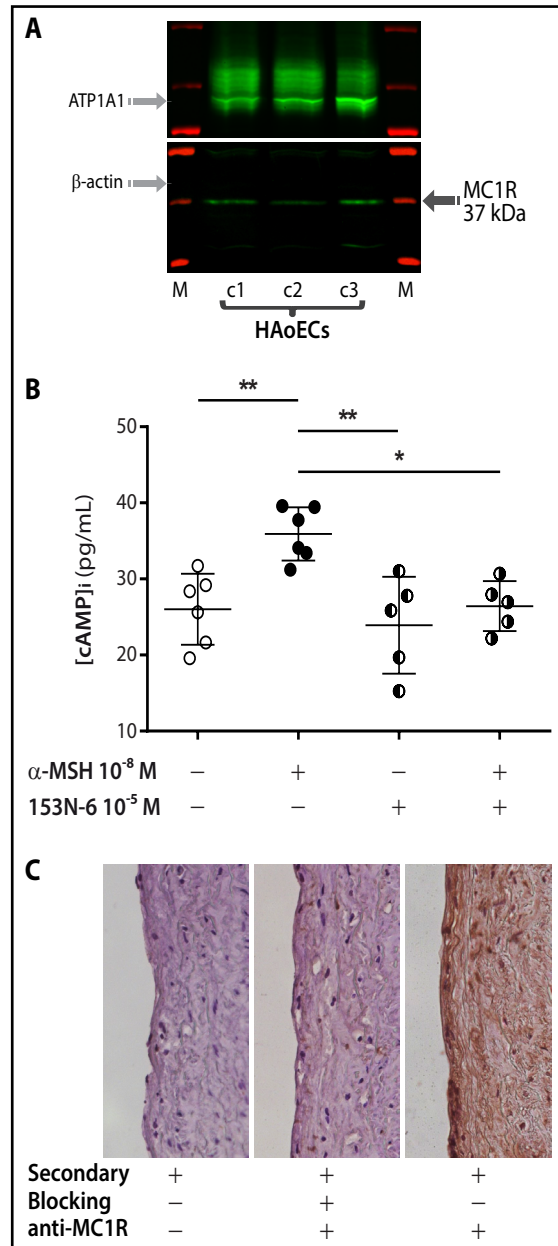 A
ATP1A1
β-actin
MC1R
37 kDa
M c1 c2 c3 M
HAoECs
B
** 
**
*
[cAMP]i (pg/mL)
50
40
30
20
10
α-MSH 10⁻⁸ M − + − +
153N-6 10⁻⁵ M − − + +
C
Secondary + + +
Blocking − + −
anti-MC1R − + +